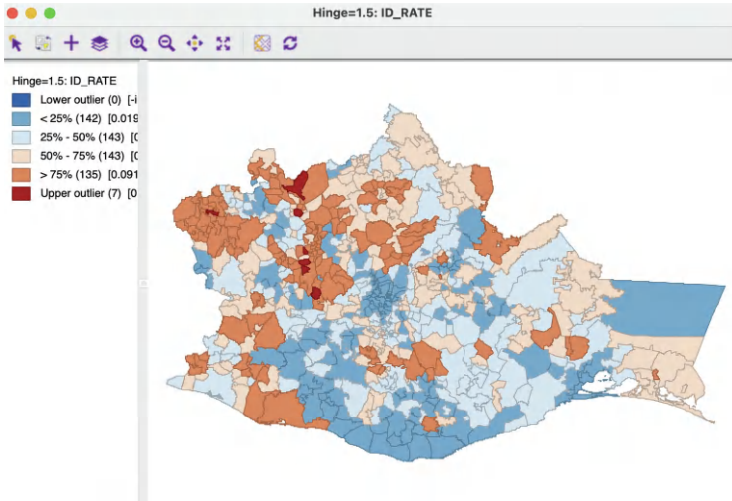 Hinge=1.5: ID_RATE
Hinge=1.5: ID_RATE
Lower outlier (0) [-i
< 25% (142) [0.019
25% - 50% (143) [0
50% - 75% (143) [0
> 75% (135) [0.091
Upper outlier (7) [0